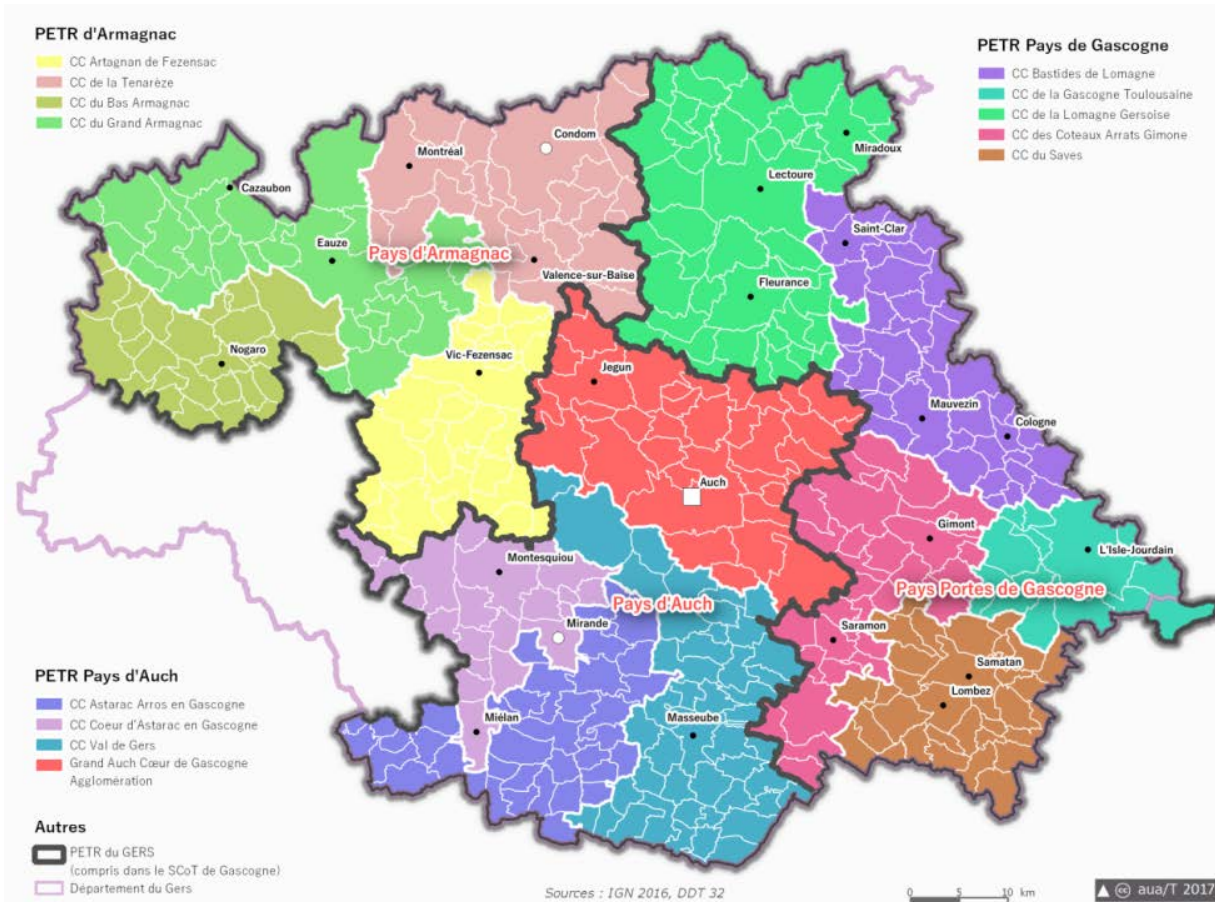 PETR d'Armagnac
CC Artagnan de Fezensac
CC de la Tenarèze
CC du Bas Armagnac
CC du Grand Armagnac
PETR Pays de Gascogne
CC Bastides de Lomagne
CC de la Gascogne Toulousaine
CC de la Lomagne Gersoise
CC des Coteaux Arrats Gimone
CC du Saves
Condom
Montréal
Miradoux
Cazaubon
Lectoure
Saint-Clar
Eauze
Pays d'Armagnac
Valence-sur-Baïse
Fleurance
Nogaro
Vic-Fezensac
Jegun
Mauvezin
Cologne
Auch
Gimont
L'Isle-Jourdain
Montesquiou
Pays d'Auch
Pays Portes de Gascogne
Mirande
Saramon
Samatan
Lombez
Miélan
Masseube
PETR Pays d'Auch
CC Astarac Arros en Gascogne
CC Coeur d'Astarac en Gascogne
CC Val de Gers
Grand Auch Cœur de Gascogne
Agglomération
Autres
PETR du GERS
(compris dans le SCoT de Gascogne)
Département du Gers
Sources : IGN 2016, DDT 32
0 5 10 km
cc aua/T 2017